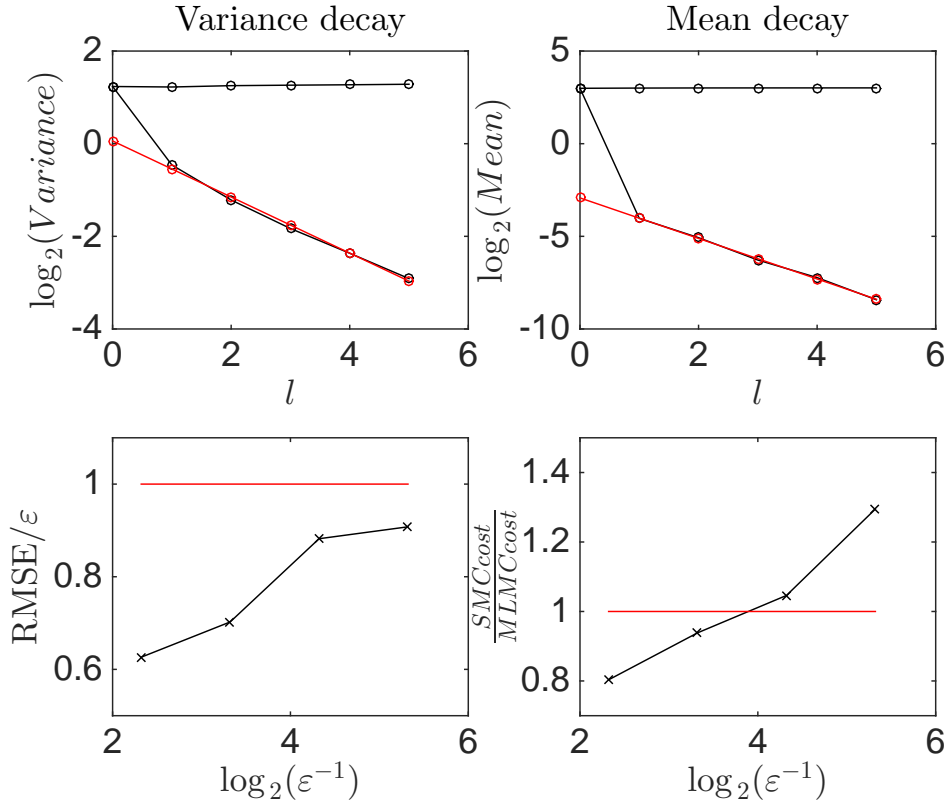 Variance decay
log₂(Variance)
2
0
-2
-4
0 2 4 6
l
Mean decay
log₂(Mean)
5
0
-5
-10
0 2 4 6
l
RMSE/ε
1
0.8
0.6
2 4 6
log₂(ε⁻¹)
SMCcost
MLMCcost
1.4
1.2
1
0.8
2 4 6
log₂(ε⁻¹)